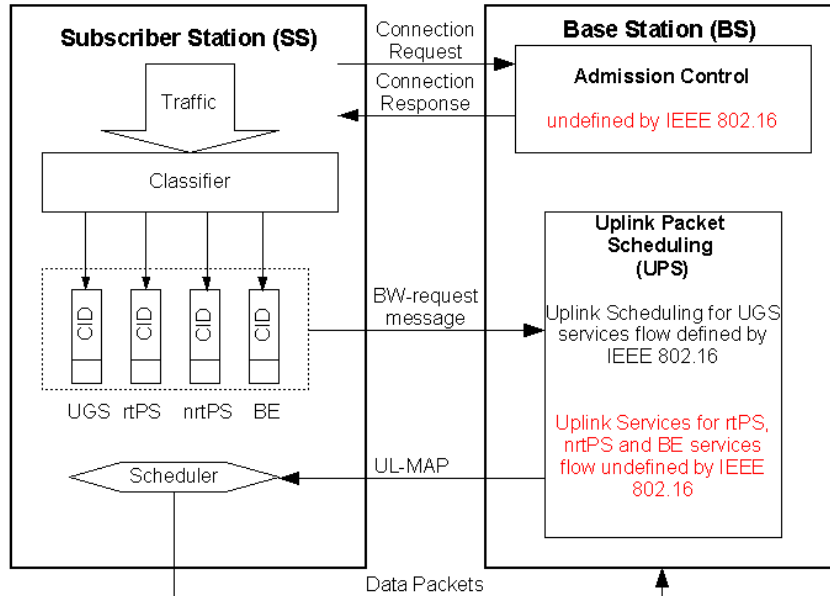 Subscriber Station (SS)
Traffic
Classifier
CID
CID
CID
CID
UGS rtPS nrtPS BE
Scheduler
Connection
Request
Connection
Response
BW-request
message
UL-MAP
Data Packets
Base Station (BS)
Admission Control
undefined by IEEE 802.16
Uplink Packet
Scheduling
(UPS)
Uplink Scheduling for UGS
services flow defined by
IEEE 802.16
Uplink Services for rtPS,
nrtPS and BE services
flow undefined by IEEE
802.16